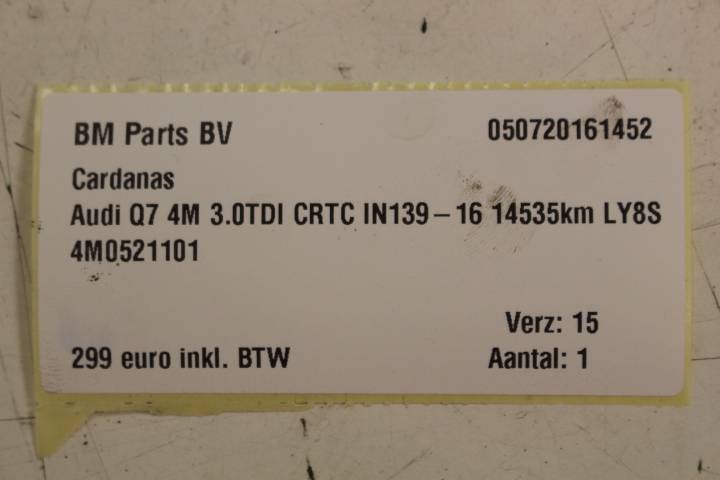 BM Parts BV 050720161452
Cardanas
Audi Q7 4M 3.0TDI CRTC IN139-16 14535km LY8S
4M0521101
Verz: 15
299 euro inkl. BTW Aantal: 1